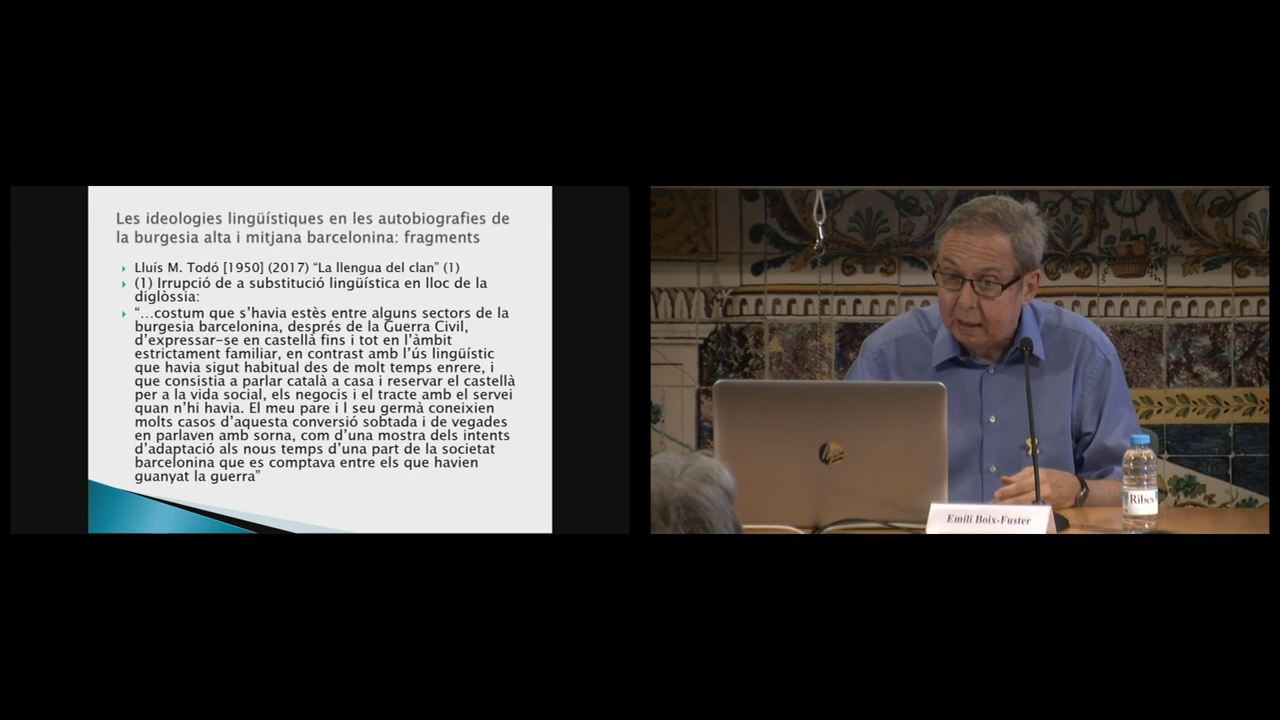 Les ideologies lingüístiques en les autobiografies de
la burgesia alta i mitjana barcelonina: fragments
Lluís M. Todó [1950] (2017) “La llengua del clan” (1)
(1) Irrupció de a substitució lingüística en lloc de la
diglòssia:
“…costum que s’havia estès entre alguns sectors de la
burgesia barcelonina, després de la Guerra Civil,
d’expressar-se en castellà fins i tot en l’àmbit
estrictament familiar, en contrast amb l’ús lingüístic
que havia sigut habitual des de molt temps enrere, i
que consistia a parlar català a casa i reservar el castellà
per a la vida social, els negocis i el tracte amb el servei
quan n’hi havia. El meu pare i l seu germà coneixien
molts casos d’aquesta conversió sobtada i de vegades
en parlaven amb sorna, com d’una mostra dels intents
d’adaptació als nous temps d’una part de la societat
barcelonina que es comptava entre els que havien
guanyat la guerra”
hp
Emili Boix-Fuster
Ribes